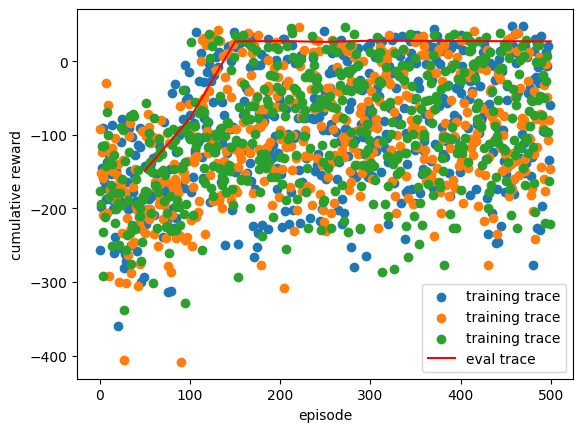 0
−100
−200
−300
−400
cumulative reward
0
100
200
300
400
500
episode
training trace
training trace
training trace
eval trace